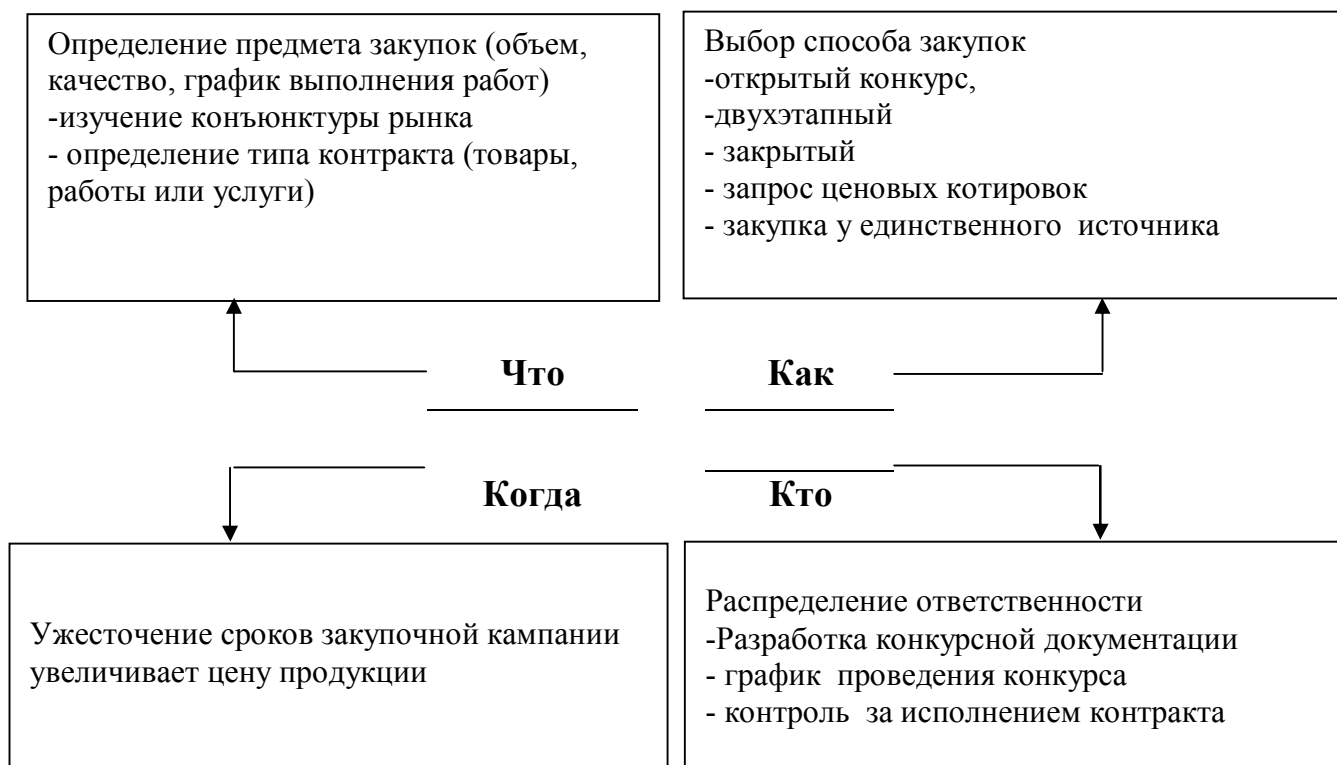 Определение предмета закупок (объем,
качество, график выполнения работ)
-изучение конъюнктуры рынка
- определение типа контракта (товары,
работы или услуги)
Выбор способа закупок
-открытый конкурс,
-двухэтапный
- закрытый
- запрос ценовых котировок
- закупка у единственного источника
Что
Как
Когда
Кто
Ужесточение сроков закупочной кампании
увеличивает цену продукции
Распределение ответственности
-Разработка конкурсной документации
- график проведения конкурса
- контроль за исполнением контракта